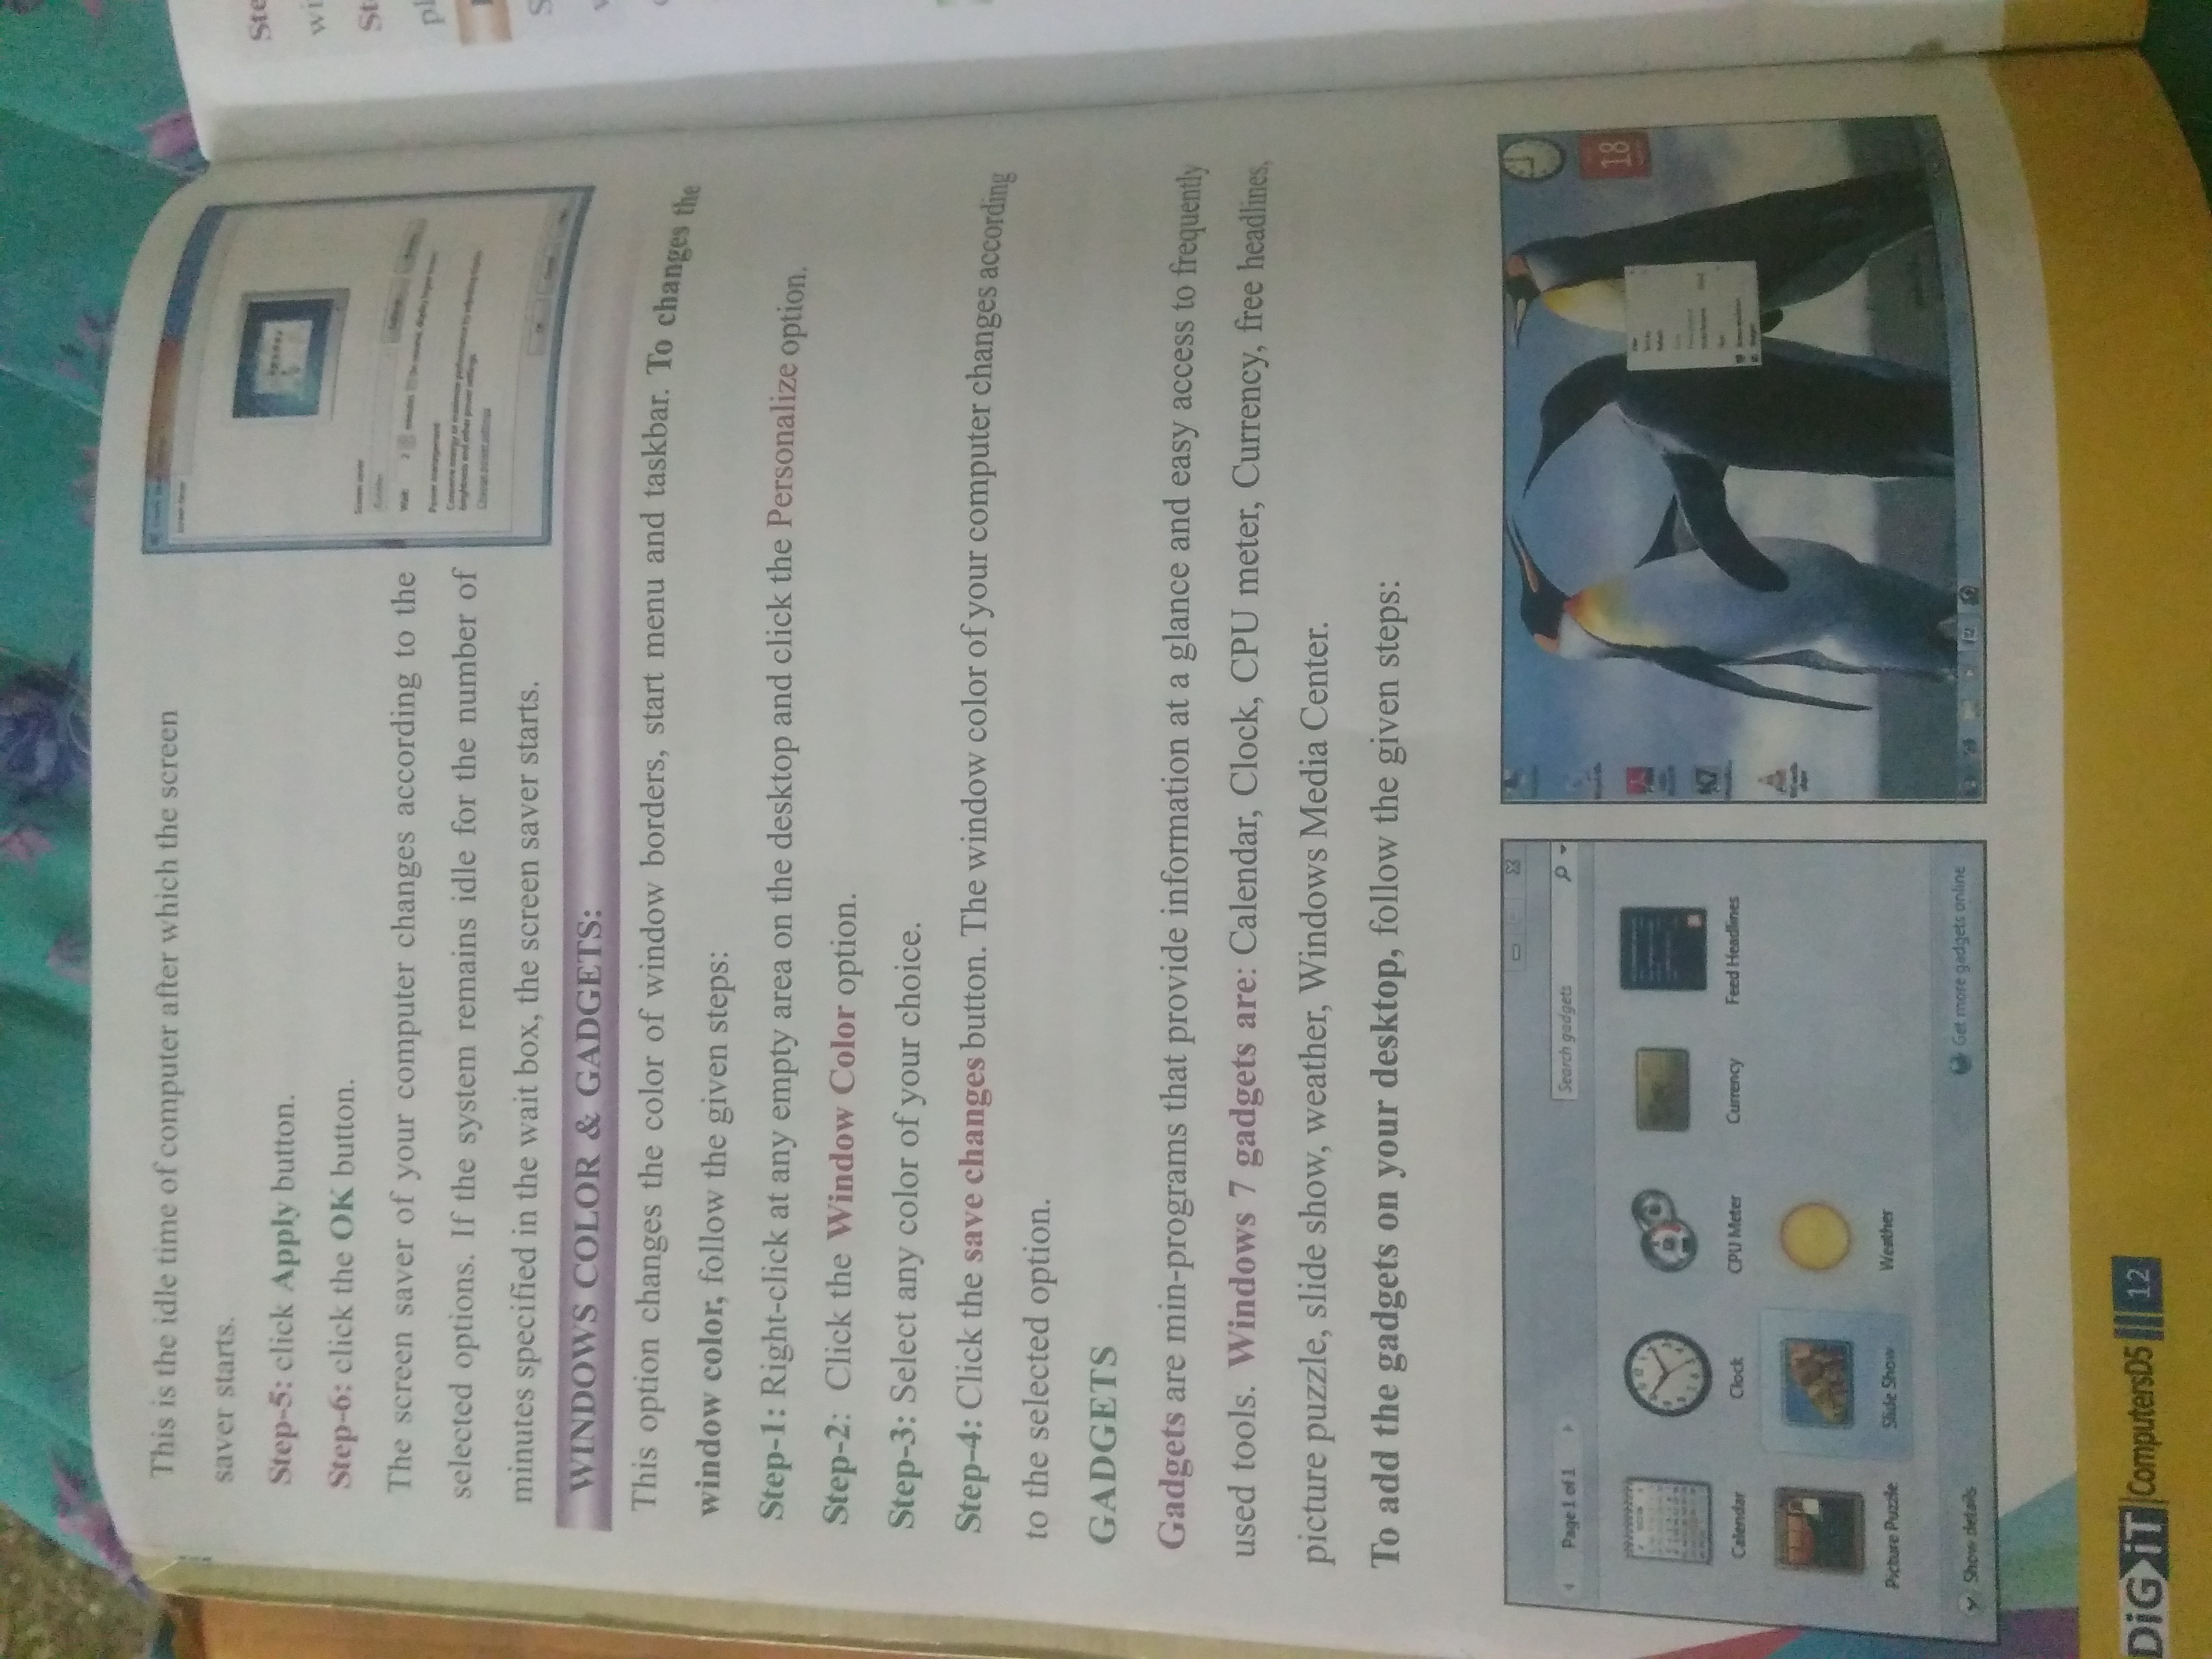 This is the idle time of computer after which the screen
saver starts.
Step-5: click Apply button.
Step-6: click the OK button.
The screen saver of your computer changes according to the
selected options. If the system remains idle for the number of
minutes specified in the wait box, the screen saver starts.
WINDOWS COLOR & GADGETS:
This option changes the color of window borders, start menu and taskbar. To changes the
window color, follow the given steps:
Step-1: Right-click at any empty area on the desktop and click the Personalize option.
Step-2: Click the Window Color option.
Step-3: Select any color of your choice.
Step-4: Click the save changes button. The window color of your computer changes according
to the selected option.
GADGETS
Gadgets are min-programs that provide information at a glance and easy access to frequently
used tools. Windows 7 gadgets are: Calendar, Clock, CPU meter, Currency, free headlines,
picture puzzle, slide show, weather, Windows Media Center.
To add the gadgets on your desktop, follow the given steps:
Page 1 of 1
Search gadgets
Calendar Clock CPU Meter Currency Feed Headlines
Picture Puzzle Slide Show Weather
Show details
Get more gadgets online
18
DiGiT ComputersD5 12